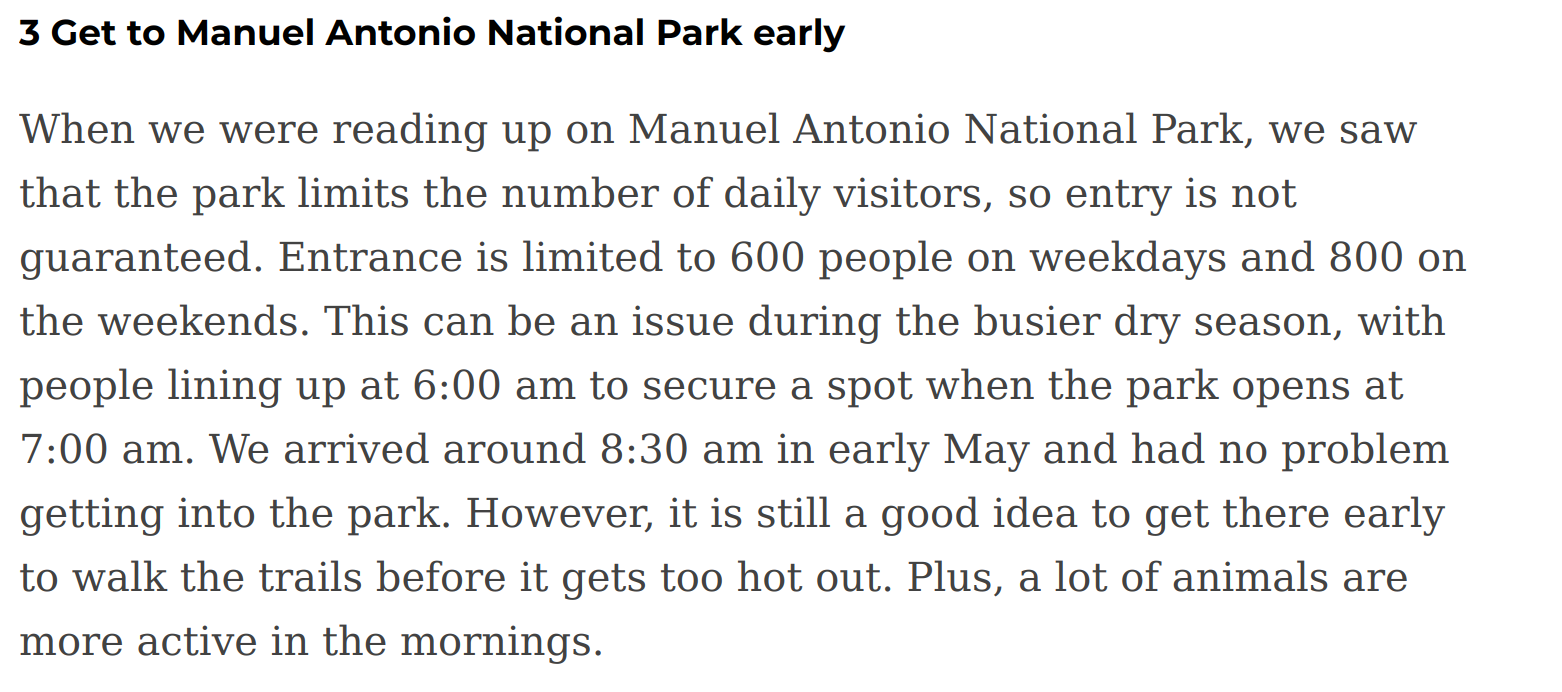 3 Get to Manuel Antonio National Park early
When we were reading up on Manuel Antonio National Park, we saw
that the park limits the number of daily visitors, so entry is not
guaranteed. Entrance is limited to 600 people on weekdays and 800 on
the weekends. This can be an issue during the busier dry season, with
people lining up at 6:00 am to secure a spot when the park opens at
7:00 am. We arrived around 8:30 am in early May and had no problem
getting into the park. However, it is still a good idea to get there early
to walk the trails before it gets too hot out. Plus, a lot of animals are
more active in the mornings.